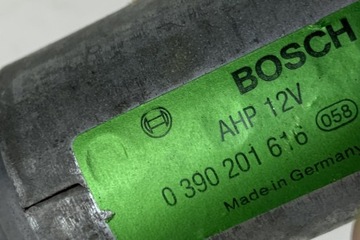 BOSCH
AHP 12V
0 390 201 616 058
Made in Germany